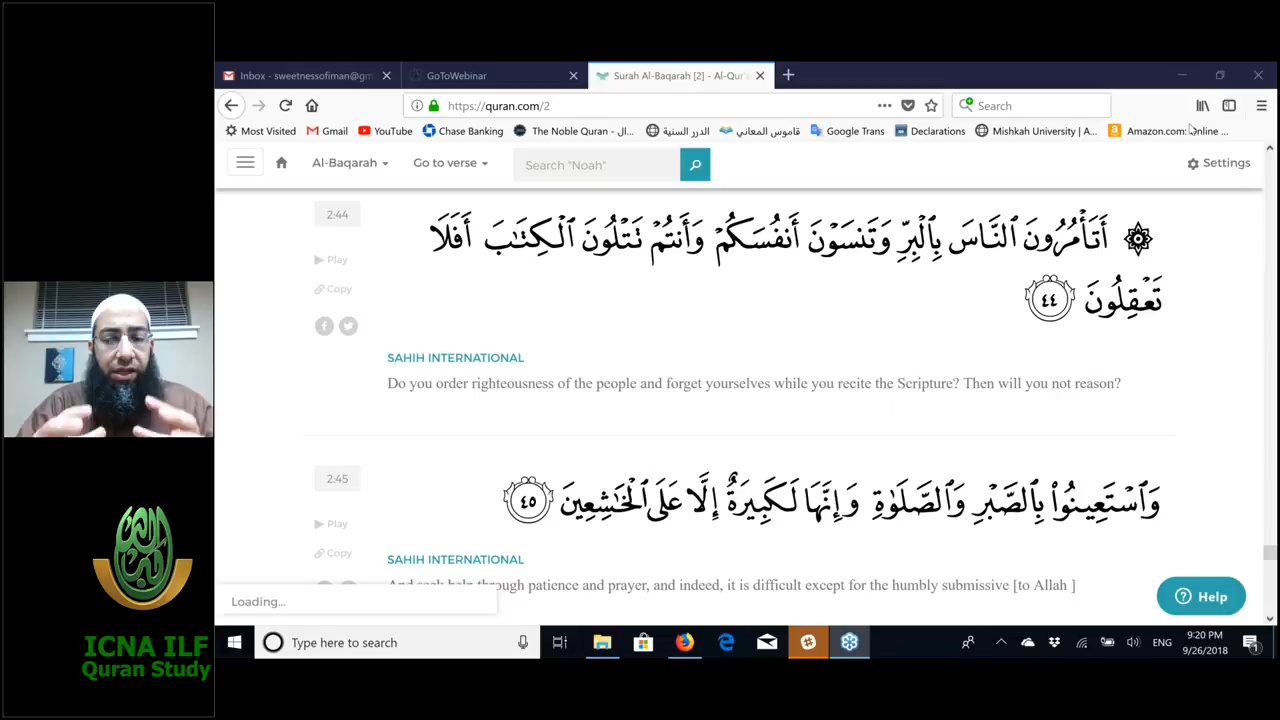 Inbox - sweetnessofiman@gm
GoToWebinar
Surah Al-Baqarah [2] - Al-Qur'a
https://quran.com/2
Search
Most Visited
Gmail
YouTube
Chase Banking
The Noble Quran - ال...
الدرر السنية
قاموس المعاني
Google Trans
Declarations
Mishkah University | A...
Amazon.com: Online ...
Al-Baqarah
Go to verse
Search "Noah"
Settings
2:44
Play
Copy
۞ أَتَأْمُرُونَ ٱلنَّاسَ بِٱلْبِرِّ وَتَنسَوْنَ أَنفُسَكُمْ وَأَنتُمْ تَتْلُونَ ٱلْكِتَـٰبَ أَفَلَا
تَعْقِلُونَ ٤٤
SAHIH INTERNATIONAL
Do you order righteousness of the people and forget yourselves while you recite the Scripture? Then will you not reason?
2:45
Play
Copy
وَٱسْتَعِينُوا۟ بِٱلصَّبْرِ وَٱلصَّلَوٰةِ وَإِنَّهَا لَكَبِيرَةٌ إِلَّا عَلَى ٱلْخَـٰشِعِينَ ٤٥
SAHIH INTERNATIONAL
And seek help through patience and prayer, and indeed, it is difficult except for the humbly submissive [to Allah ]
Loading...
Help
ICNA ILF
Quran Study
Type here to search
ENG
9:20 PM
9/26/2018
1